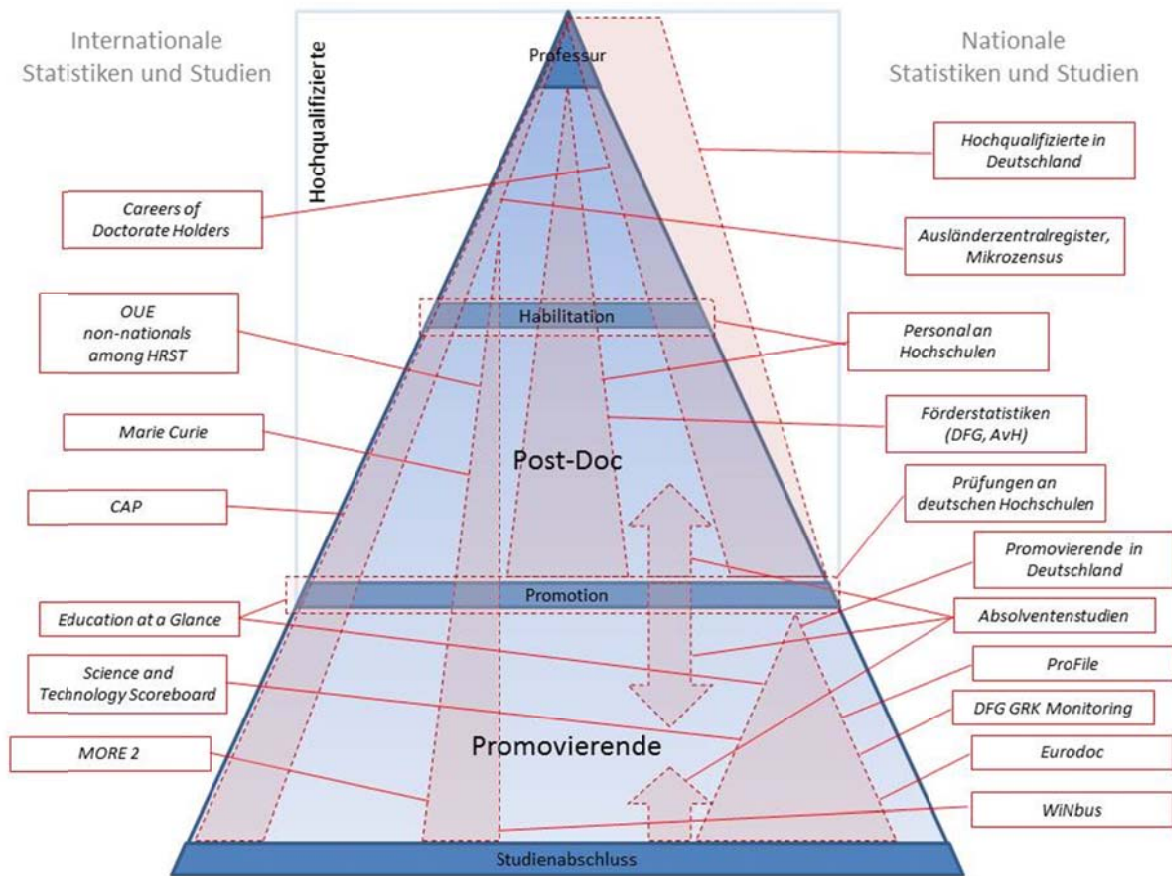 Internationale
Statistiken und Studien
Nationale
Statistiken und Studien
Hochqualifizierte
Professur
Habilitation
Post-Doc
Promotion
Promovierende
Studienabschluss
Careers of
Doctorate Holders
OUE
non-nationals
among HRST
Marie Curie
CAP
Education at a Glance
Science and
Technology Scoreboard
MORE 2
Hochqualifizierte in
Deutschland
Ausländerzentralregister,
Mikrozensus
Personal an
Hochschulen
Förderstatistiken
(DFG, AvH)
Prüfungen an
deutschen Hochschulen
Promovierende in
Deutschland
Absolventenstudien
ProFile
DFG GRK Monitoring
Eurodoc
WiNbus